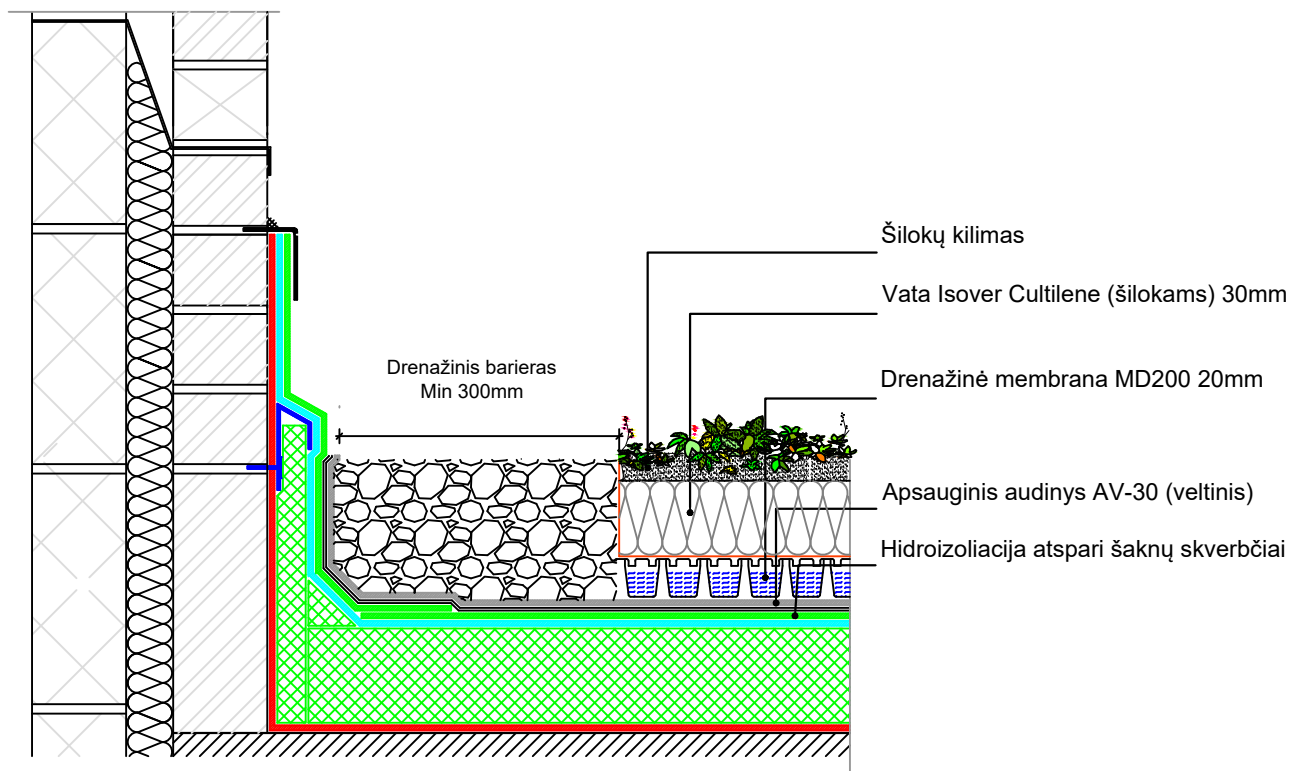 Šilokų kilimas
Vata Isover Cultilene (šilokams) 30mm
Drenažinis barieras
Min 300mm
Drenažinė membrana MD200 20mm
Apsauginis audinys AV-30 (veltinis)
Hidroizoliacija atspari šaknų skverbčiai